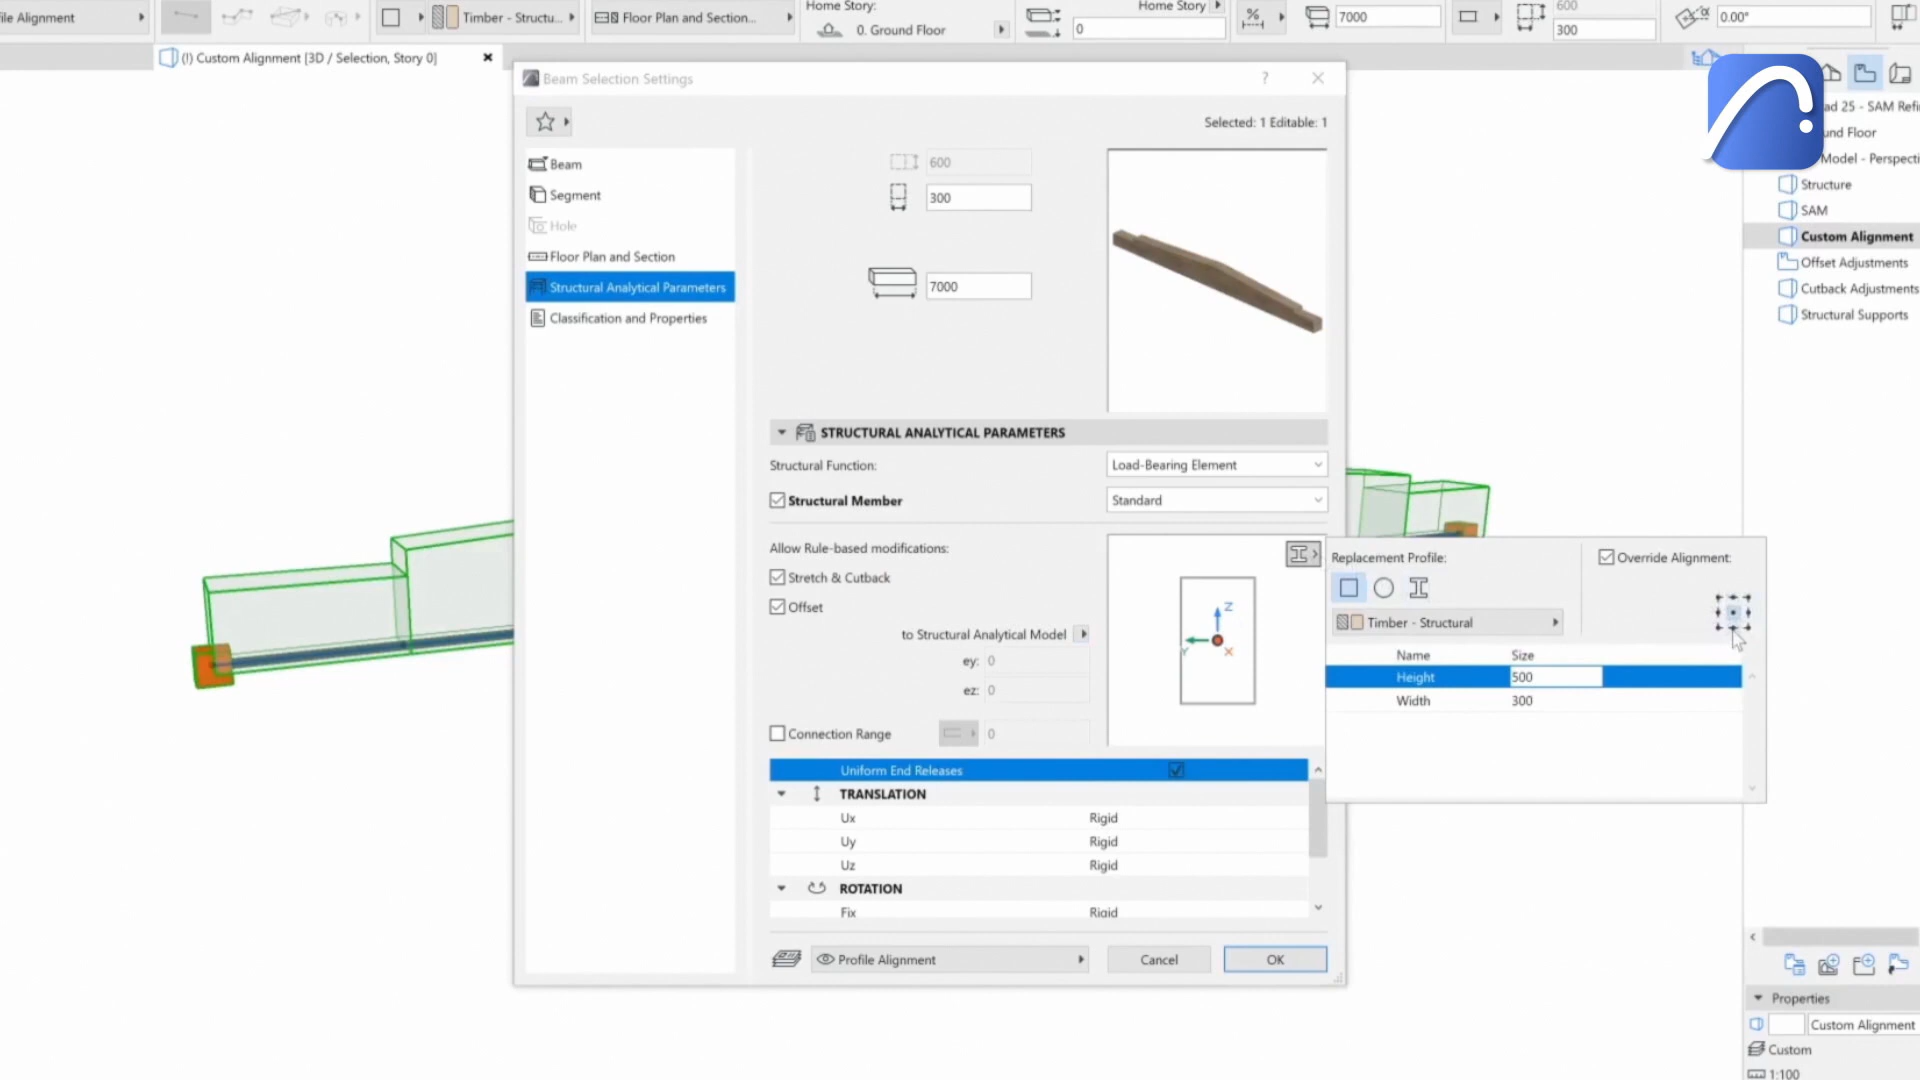 file Alignment
Timber - Structu...
Floor Plan and Section...
Home Story:
0. Ground Floor
Home Story
0
7000
600
300
0.00°
(!) Custom Alignment [3D / Selection, Story 0]
Beam Selection Settings
?
Selected: 1 Editable: 1
Beam
Segment
Hole
Floor Plan and Section
Structural Analytical Parameters
Classification and Properties
600
300
7000
STRUCTURAL ANALYTICAL PARAMETERS
Structural Function:
Load-Bearing Element
Structural Member
Standard
Allow Rule-based modifications:
Stretch & Cutback
Offset
to Structural Analytical Model
ey: 0
ez: 0
Connection Range
0
Z
Y
X
Uniform End Releases
TRANSLATION
Ux Rigid
Uy Rigid
Uz Rigid
ROTATION
Fix Rigid
Profile Alignment
Cancel
OK
Replacement Profile:
Override Alignment:
Timber - Structural
Name Size
Height 500
Width 300
ad 25 - SAM Refi
und Floor
Model - Perspecti
Structure
SAM
Custom Alignment
Offset Adjustments
Cutback Adjustments
Structural Supports
Properties
Custom Alignment
Custom
1:100